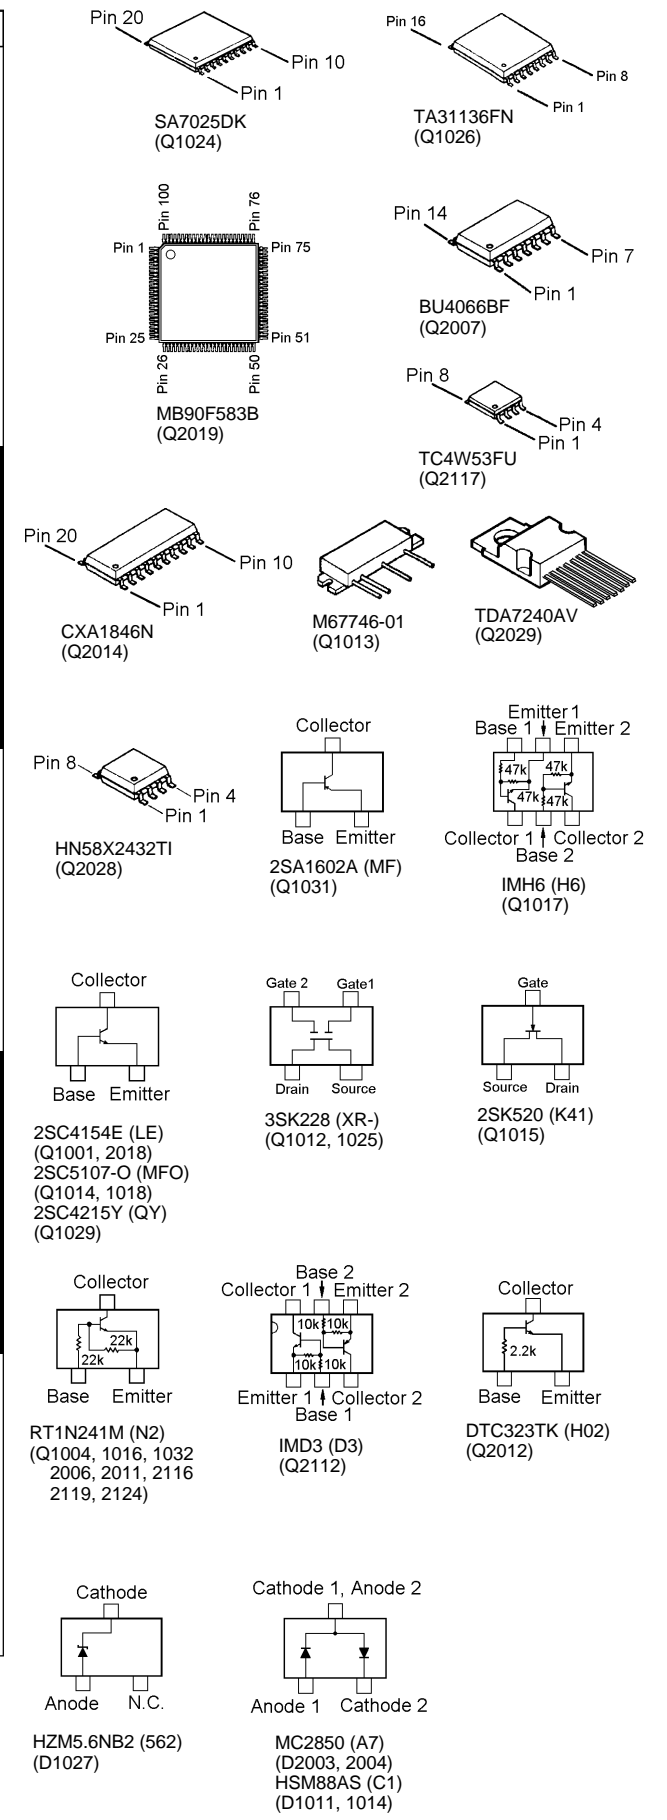 Pin 20
Pin 10
Pin 1
SA7025DK
(Q1024)
Pin 16
Pin 8
Pin 1
TA31136FN
(Q1026)
Pin 100
Pin 76
Pin 1
Pin 75
Pin 25
Pin 51
Pin 26
Pin 50
MB90F583B
(Q2019)
Pin 14
Pin 7
Pin 1
BU4066BF
(Q2007)
Pin 8
Pin 4
Pin 1
TC4W53FU
(Q2117)
Pin 20
Pin 10
Pin 1
CXA1846N
(Q2014)
M67746-01
(Q1013)
TDA7240AV
(Q2029)
Pin 8
Pin 4
Pin 1
HN58X2432TI
(Q2028)
Collector
Base Emitter
2SA1602A (MF)
(Q1031)
Emitter 1
Base 1 Emitter 2
47k 47k
47k 47k
Collector 1 Collector 2
Base 2
IMH6 (H6)
(Q1017)
Collector
Base Emitter
2SC4154E (LE)
(Q1001, 2018)
2SC5107-O (MFO)
(Q1014, 1018)
2SC4215Y (QY)
(Q1029)
Gate 2 Gate1
Drain Source
3SK228 (XR-)
(Q1012, 1025)
Gate
Source Drain
2SK520 (K41)
(Q1015)
Collector
22k
22k
Base Emitter
RT1N241M (N2)
(Q1004, 1016, 1032
2006, 2011, 2116
2119, 2124)
Base 2
Collector 1 Emitter 2
10k 10k
10k 10k
Emitter 1 Collector 2
Base 1
IMD3 (D3)
(Q2112)
Collector
2.2k
Base Emitter
DTC323TK (H02)
(Q2012)
Cathode
Anode N.C.
HZM5.6NB2 (562)
(D1027)
Cathode 1, Anode 2
Anode 1 Cathode 2
MC2850 (A7)
(D2003, 2004)
HSM88AS (C1)
(D1011, 1014)